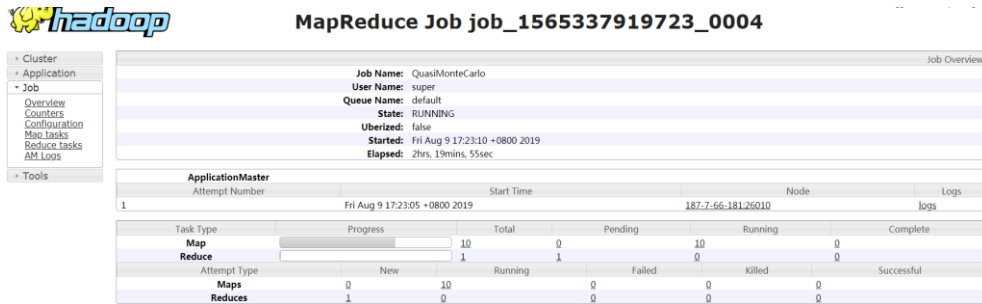 hadoop
MapReduce Job job_1565337919723_0004
Cluster
Application
Job
Overview
Counters
Configuration
Map tasks
Reduce tasks
AM Logs
Tools
Job Overview
Job Name: QuasiMonteCarlo
User Name: super
Queue Name: default
State: RUNNING
Uberized: false
Started: Fri Aug 9 17:23:10 +0800 2019
Elapsed: 2hrs, 19mins, 55sec
ApplicationMaster
Attempt Number Start Time Node Logs
1 Fri Aug 9 17:23:05 +0800 2019 187-7-66-181:26010 logs
Task Type Progress Total Pending Running Complete
Map 10 0 10 0
Reduce 1 1 0 0
Attempt Type New Running Failed Killed Successful
Maps 0 10 0 0 0
Reduces 1 0 0 0 0